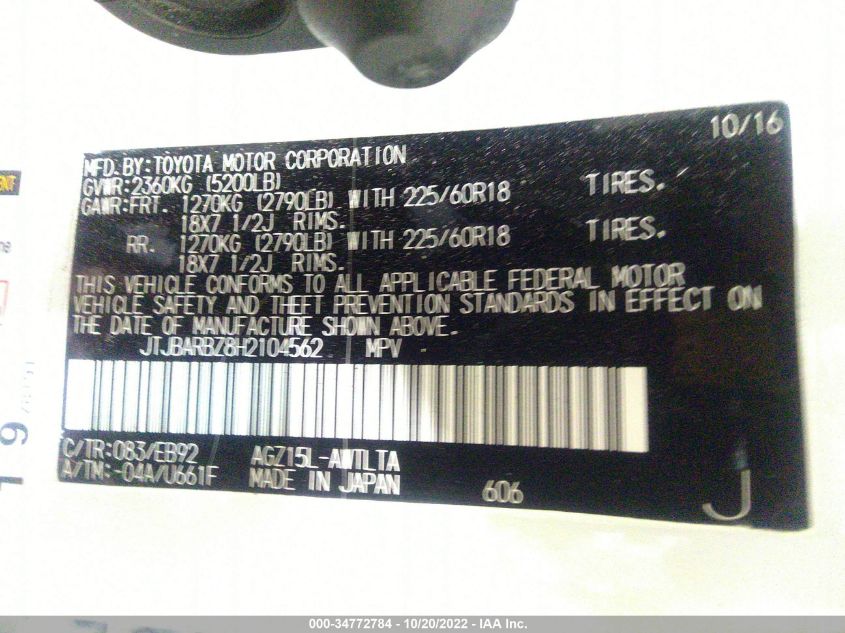 10/16
MFD. BY: TOYOTA MOTOR CORPORATION
GVWR: 2360KG (5200LB)
GAWR: FRT. 1270KG (2790LB) WITH 225/60R18 TIRES.
18X7 1/2J RIMS.
RR. 1270KG (2790LB) WITH 225/60R18 TIRES.
18X7 1/2J RIMS.
THIS VEHICLE CONFORMS TO ALL APPLICABLE FEDERAL MOTOR
VEHICLE SAFETY AND THEFT PREVENTION STANDARDS IN EFFECT ON
THE DATE OF MANUFACTURE SHOWN ABOVE.
JTJBARBZ8H2104562 MPV
C/TR: 083/EB92 AGZ15L-AWTLTA
A/TM: -04A/U661F MADE IN JAPAN 606
J
000-34772784 - 10/20/2022 - IAA Inc.